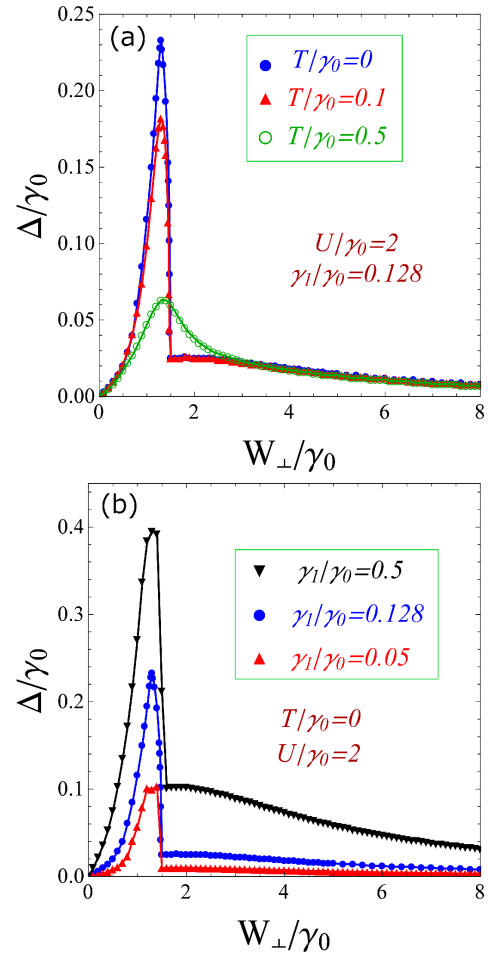 (a)
0.25
0.20
0.15
0.10
0.05
0.00
Δ/γ₀
T/γ₀=0
T/γ₀=0.1
T/γ₀=0.5
U/γ₀=2
γ₁/γ₀=0.128
0 2 4 6 8
W⊥/γ₀
(b)
0.4
0.3
0.2
0.1
0.0
Δ/γ₀
γ₁/γ₀=0.5
γ₁/γ₀=0.128
γ₁/γ₀=0.05
T/γ₀=0
U/γ₀=2
0 2 4 6 8
W⊥/γ₀